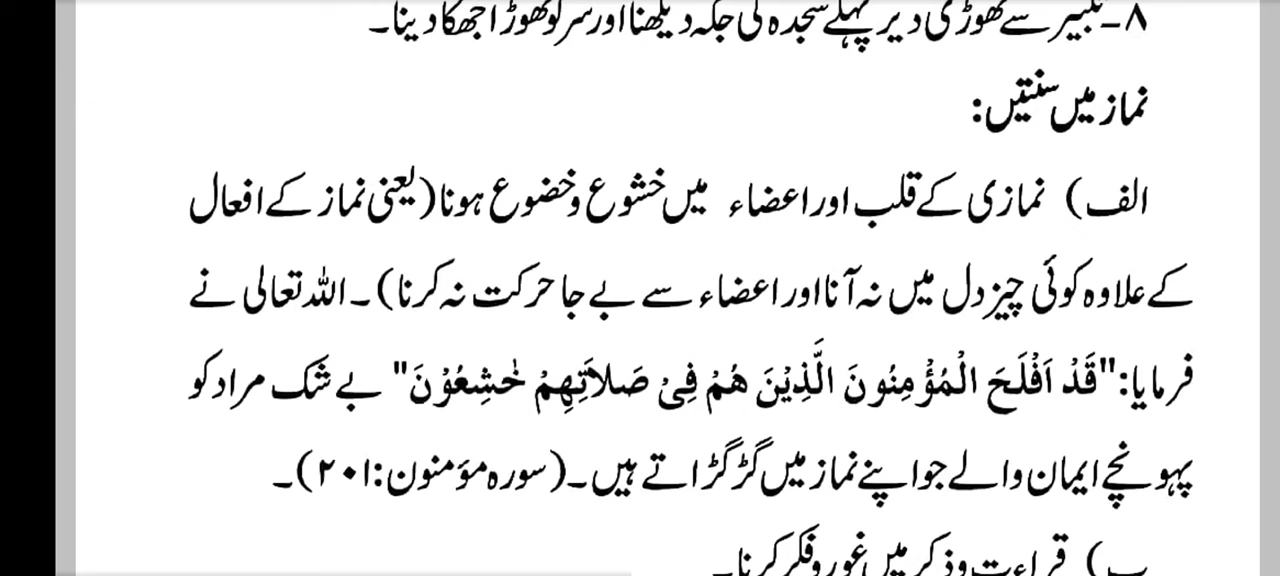 ۸۔تکبیر سے تھوڑی دیر پہلے سجدہ کی جگہ دیکھنا اور سر کو تھوڑا جھکا دینا۔
نماز میں سنتیں:
الف) نمازی کے قلب اور اعضاء میں خشوع وخضوع ہونا(یعنی نماز کے افعال
کے علاوہ کوئی چیز دل میں نہ آنا اور اعضاء سے بے جا حرکت نہ کرنا)۔اللہ تعالی نے
فرمایا:"قَدْ اَفْلَحَ الْمُؤْمِنُونَ الَّذِيْنَ هُمْ فِیْ صَلاَتِهِمْ خٰشِعُوْنَ" بے شک مراد کو
پہونچے ایمان والے جو اپنے نماز میں گڑگڑاتے ہیں۔(سورہ مؤمنون:۲۰۱)۔
ب) قراءت وذکر میں غور وفکر کرنا۔